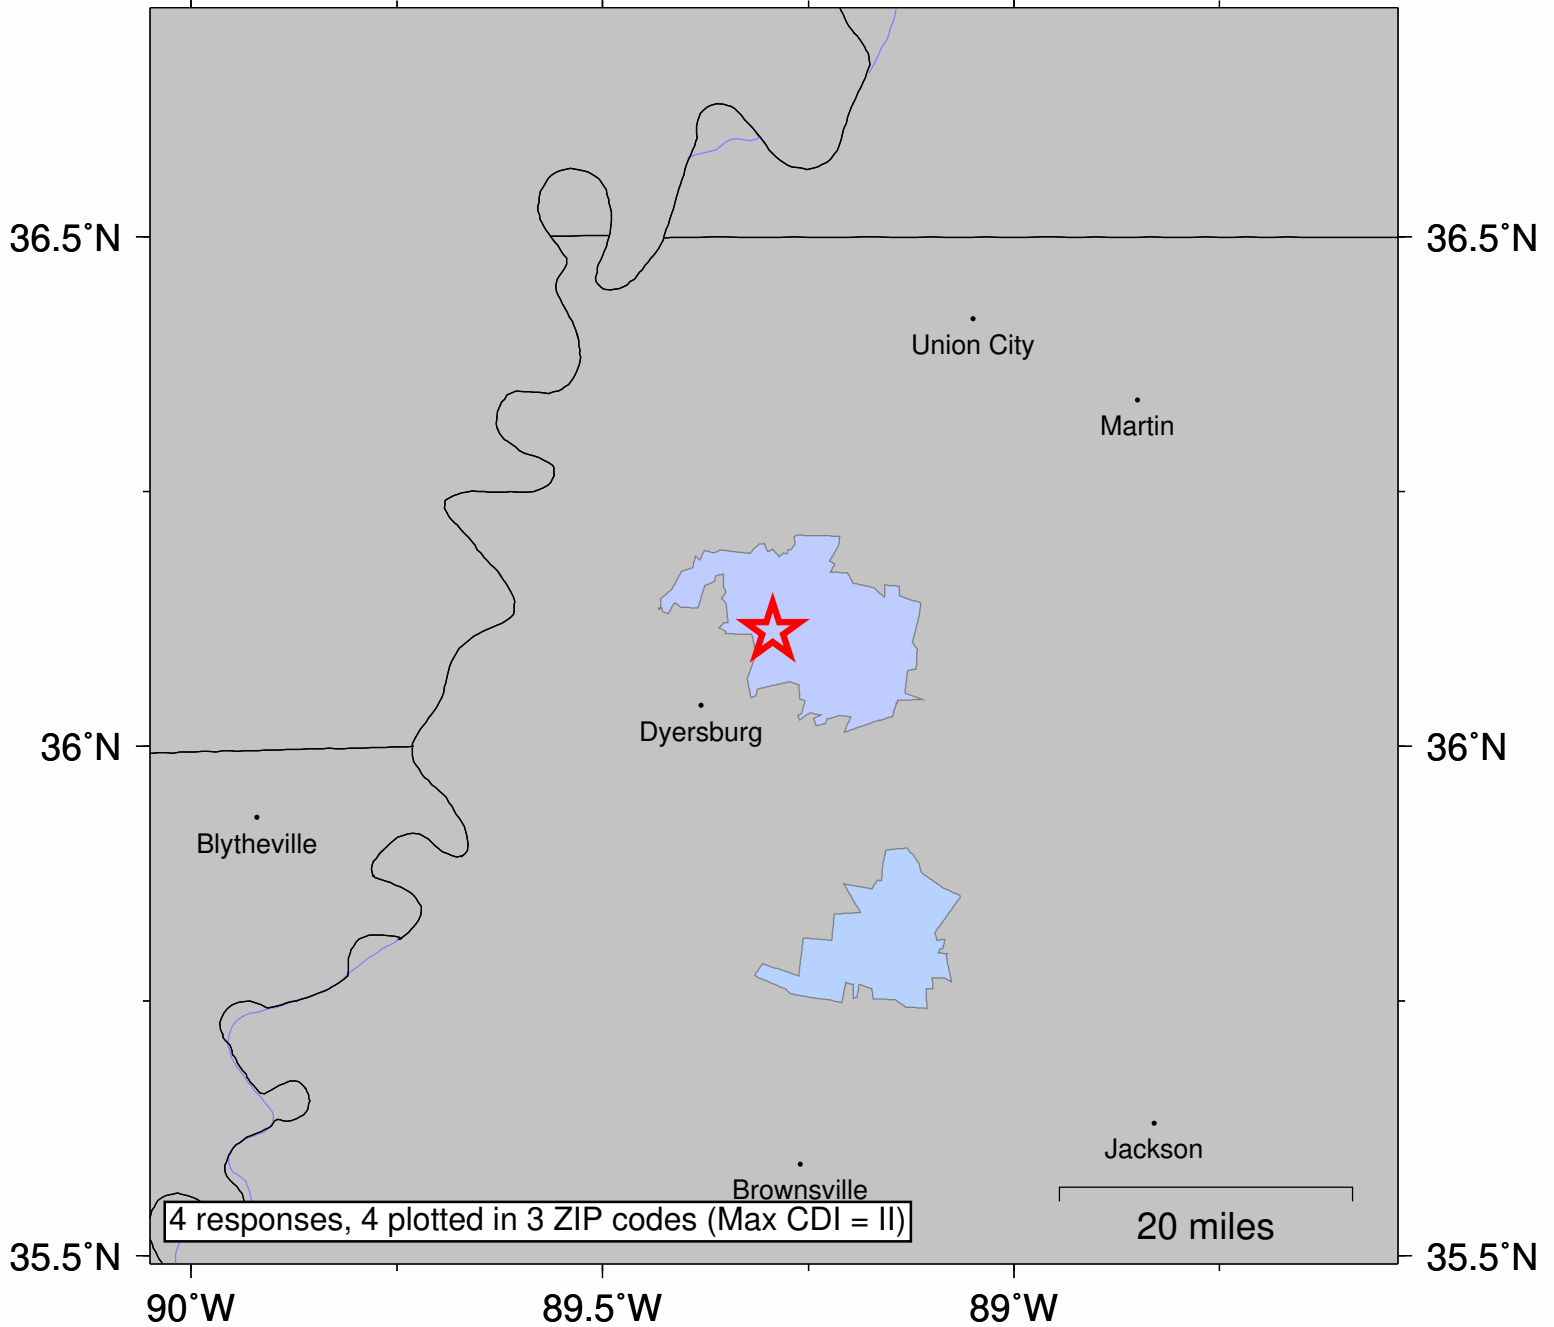 36.5˚N
36.5˚N
Union City
Martin
Dyersburg
36˚N
36˚N
Blytheville
Jackson
Brownsville
4 responses, 4 plotted in 3 ZIP codes (Max CDI = II)
20 miles
35.5˚N
35.5˚N
90˚W
89.5˚W
89˚W